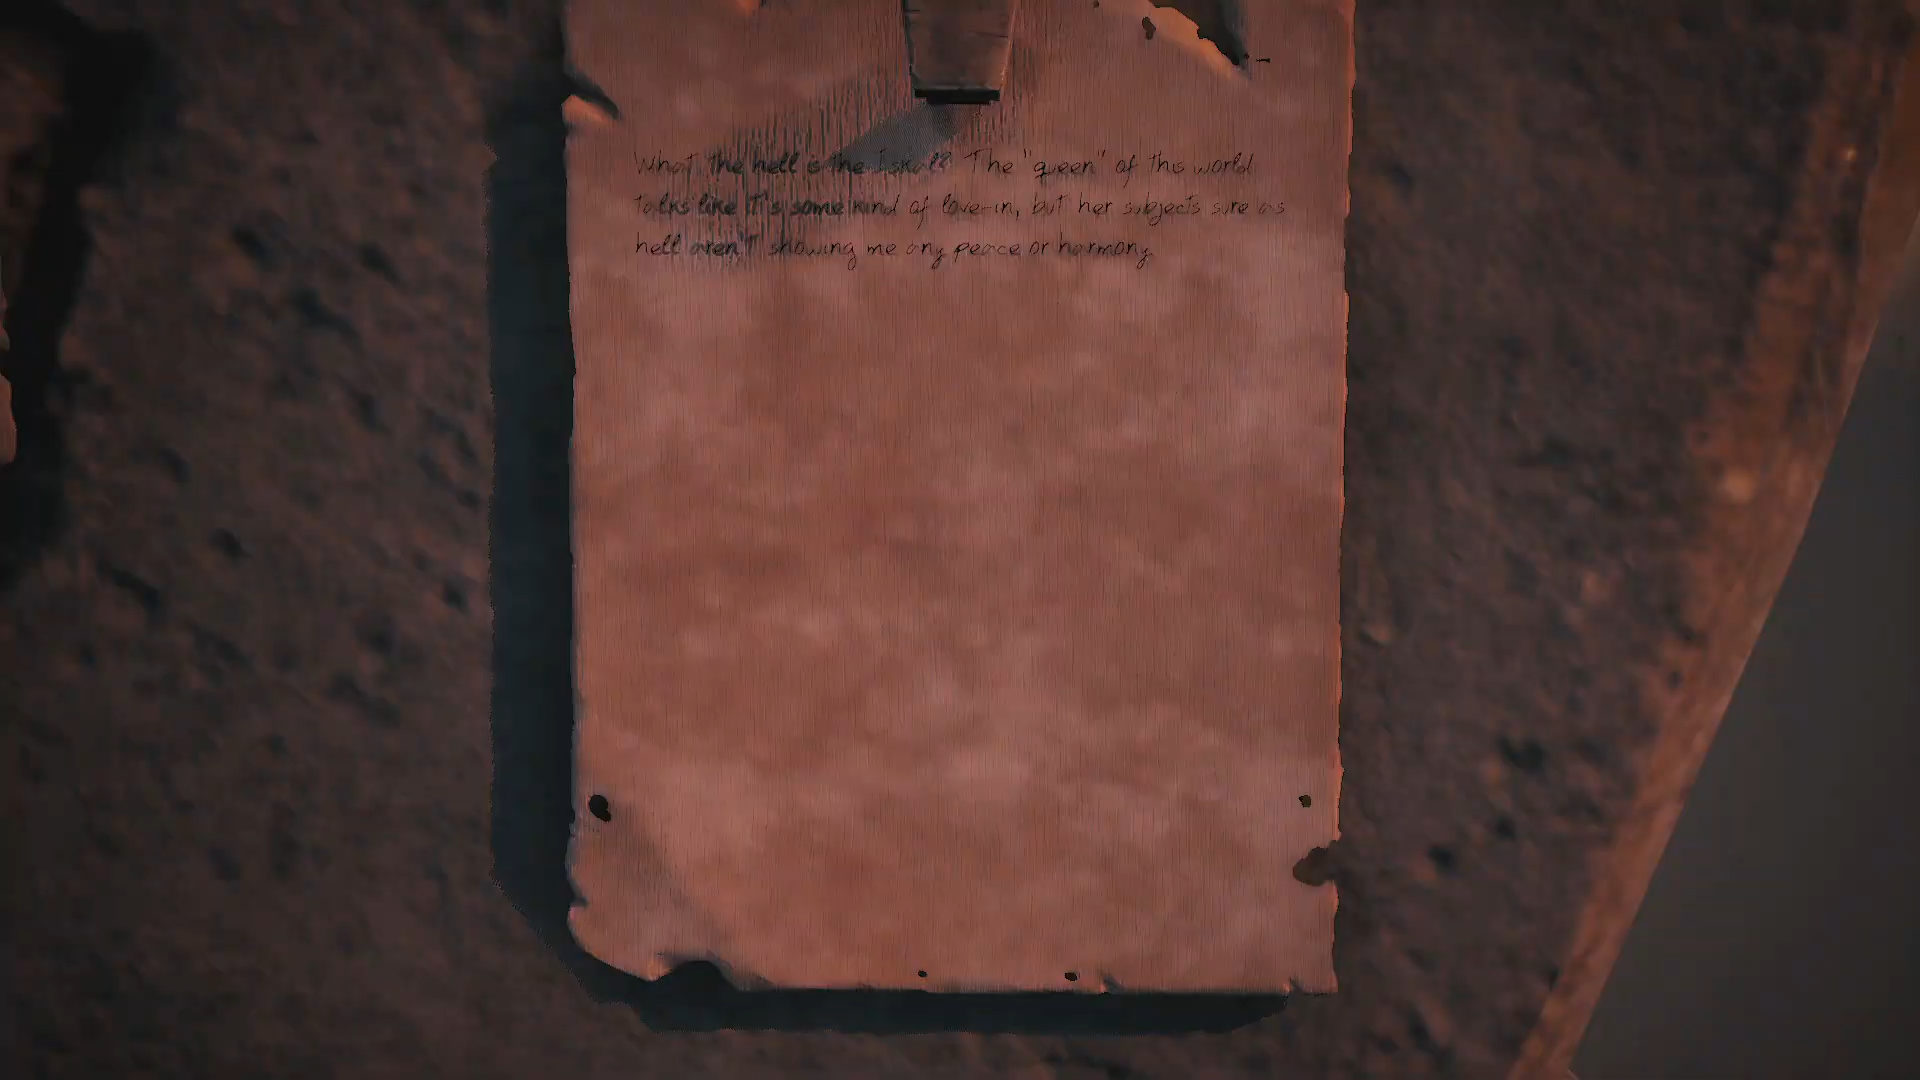 What the hell is the Iskal? The "queen" of this world
talks like it's some kind of love-in, but her subjects sure as
hell aren't showing me any peace or harmony.